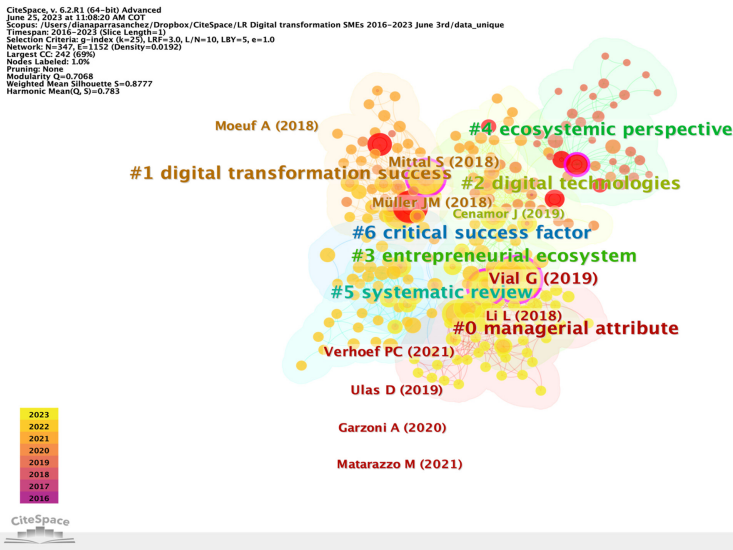 CiteSpace, v. 6.2.R1 (64-bit) Advanced
June 25, 2023 at 11:08:20 AM COT
Scopus: /Users/dianaparrasanchez/Dropbox/CiteSpace/LR Digital transformation SMEs 2016-2023 June 3rd/data_unique
Timespan: 2016-2023 (Slice Length=1)
Selection Criteria: g-index (k=25), LRF=3.0, L/N=10, LBY=5, e=1.0
Network: N=347, E=1152 (Density=0.0192)
Largest CC: 242 (69%)
Nodes Labeled: 1.0%
Pruning: None
Modularity Q=0.7068
Weighted Mean Silhouette S=0.8777
Harmonic Mean(Q, S)=0.783
Moeuf A (2018)
#4 ecosystemic perspective
Mittal S (2018)
#1 digital transformation success
#2 digital technologies
Müller JM (2018)
Cenamor J (2019)
#6 critical success factor
#3 entrepreneurial ecosystem
Vial G (2019)
#5 systematic review
Li L (2018)
#0 managerial attribute
Verhoef PC (2021)
Ulas D (2019)
Garzoni A (2020)
Matarazzo M (2021)
2023
2022
2021
2020
2019
2018
2017
2016
CiteSpace